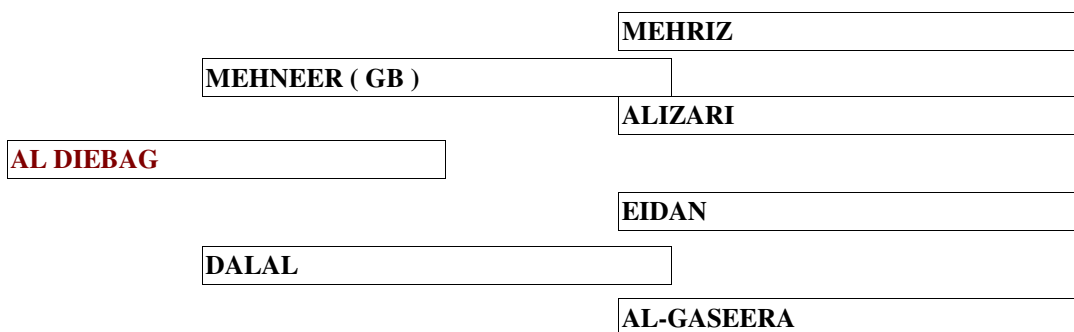 MEHRIZ
MEHNEER ( GB )
ALIZARI
AL DIEBAG
EIDAN
DALAL
AL-GASEERA